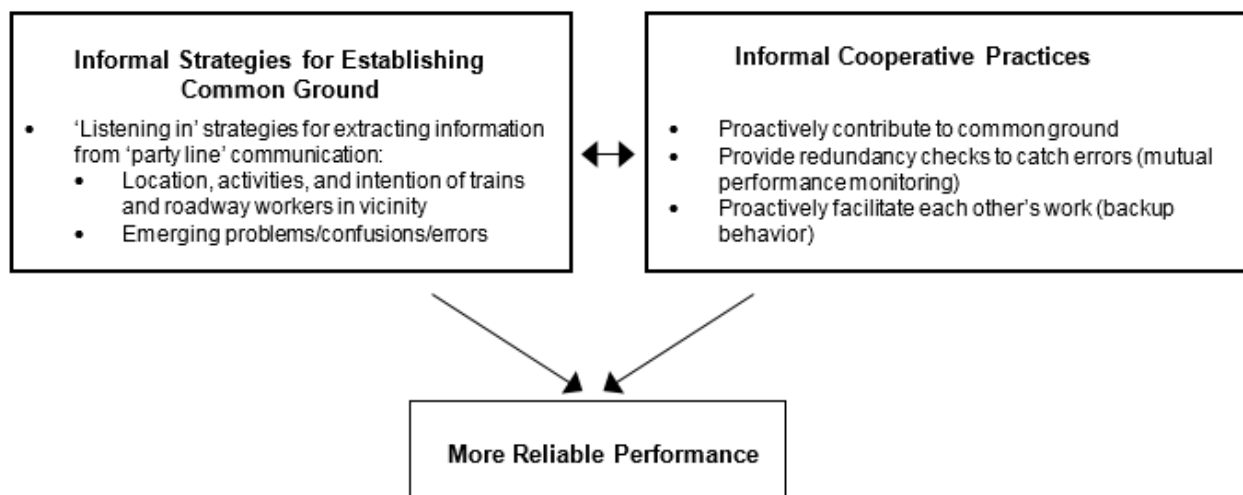 Informal Strategies for Establishing
Common Ground
• ‘Listening in’ strategies for extracting information
from ‘party line’ communication:
• Location, activities, and intention of trains
and roadway workers in vicinity
• Emerging problems/confusions/errors
Informal Cooperative Practices
• Proactively contribute to common ground
• Provide redundancy checks to catch errors (mutual
performance monitoring)
• Proactively facilitate each other’s work (backup
behavior)
More Reliable Performance